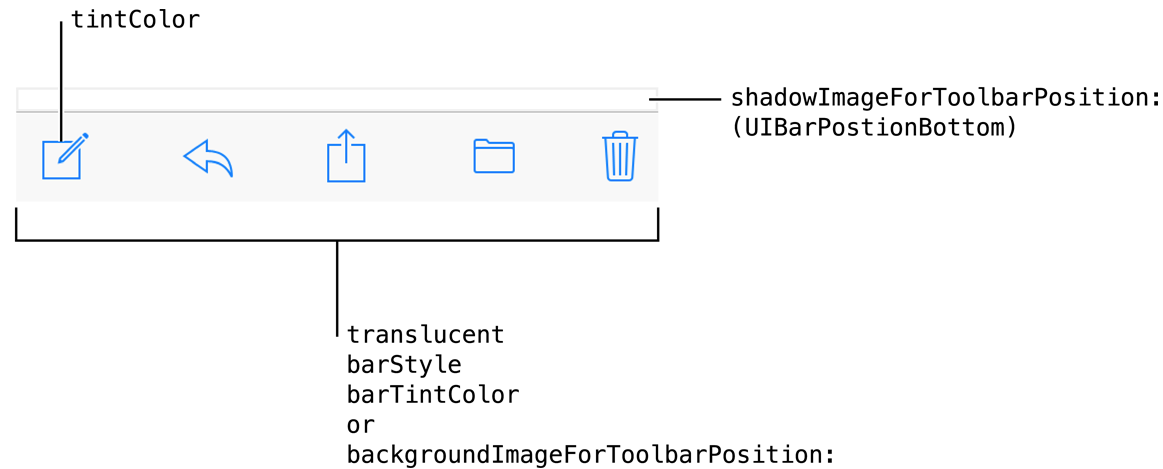 tintColor
shadowImageForToolbarPosition:
(UIBarPostionBottom)
translucent
barStyle
barTintColor
or
backgroundImageForToolbarPosition: